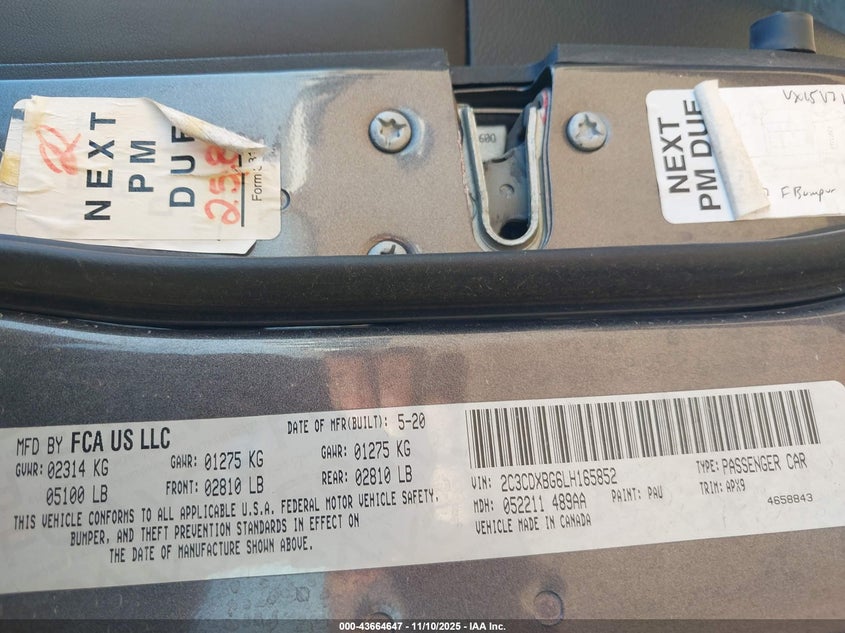 22
NEXT
PM
DUE
258
Form
NEXT
PM DUE
F Bumpur
600
MFD BY FCA US LLC
DATE OF MFR(BUILT): 5-20
GVWR: 02314 KG
GAWR: 01275 KG
GAWR: 01275 KG
05100 LB
FRONT: 02810 LB
REAR: 02810 LB
THIS VEHICLE CONFORMS TO ALL APPLICABLE U.S.A. FEDERAL MOTOR VEHICLE SAFETY,
BUMPER, AND THEFT PREVENTION STANDARDS IN EFFECT ON
THE DATE OF MANUFACTURE SHOWN ABOVE.
VIN: 2C3CDXBG6LH165852
TYPE: PASSENGER CAR
MDH: 052211 489AA
PAINT: PAU
TRIM: APX9
VEHICLE MADE IN CANADA
4658843
000-43664647 - 11/10/2025 - IAA Inc.